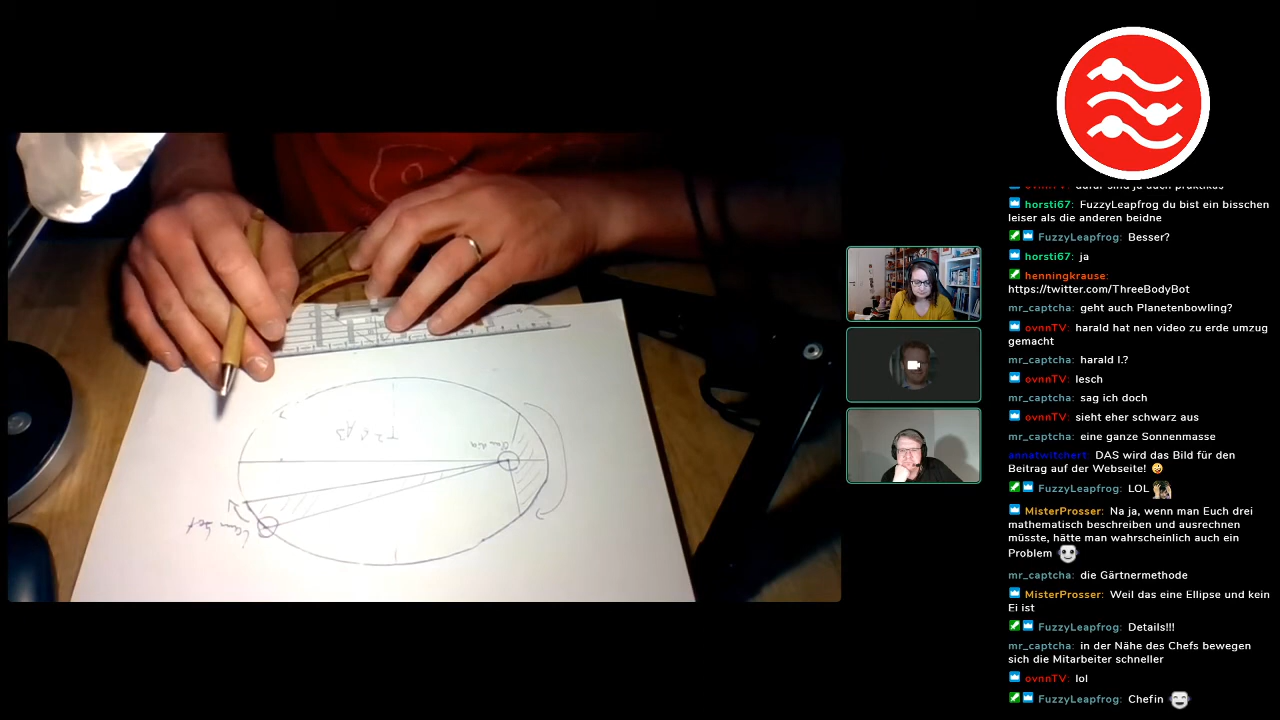 ovnnTV: dafür sind ja auch praktikas
horsti67: FuzzyLeapfrog du bist ein bisschen
leiser als die anderen beidne
FuzzyLeapfrog: Besser?
horsti67: ja
henningkrause:
https://twitter.com/ThreeBodyBot
mr_captcha: geht auch Planetenbowling?
ovnnTV: harald hat nen video zu erde umzug
gemacht
mr_captcha: harald l.?
ovnnTV: lesch
mr_captcha: sag ich doch
ovnnTV: sieht eher schwarz aus
mr_captcha: eine ganze Sonnenmasse
annatwitchert: DAS wird das Bild für den
Beitrag auf der Webseite!
FuzzyLeapfrog: LOL
MisterProsser: Na ja, wenn man Euch drei
mathematisch beschreiben und ausrechnen
müsste, hätte man wahrscheinlich auch ein
Problem
mr_captcha: die Gärtnermethode
MisterProsser: Weil das eine Ellipse und kein
Ei ist
FuzzyLeapfrog: Details!!!
mr_captcha: in der Nähe des Chefs bewegen
sich die Mitarbeiter schneller
ovnnTV: lol
FuzzyLeapfrog: Chefin